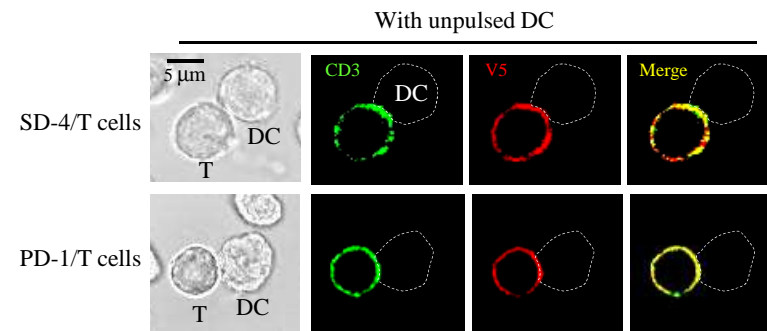 With unpulsed DC
5 μm
CD3
V5
Merge
DC
SD-4/T cells
DC
T
PD-1/T cells
T
DC